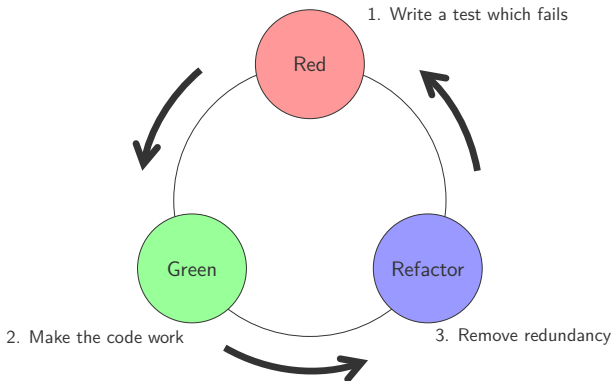 1. Write a test which fails
Red
Green
Refactor
2. Make the code work
3. Remove redundancy